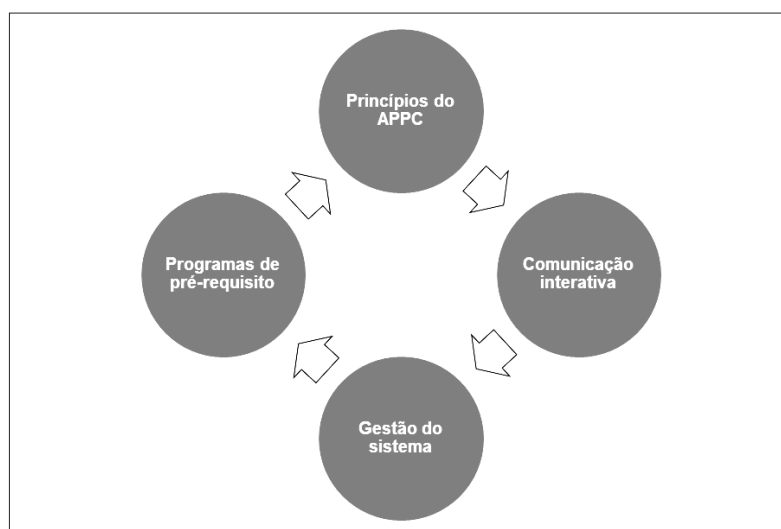 Princípios do
APPC
Comunicação
interativa
Gestão do
sistema
Programas de
pré-requisito